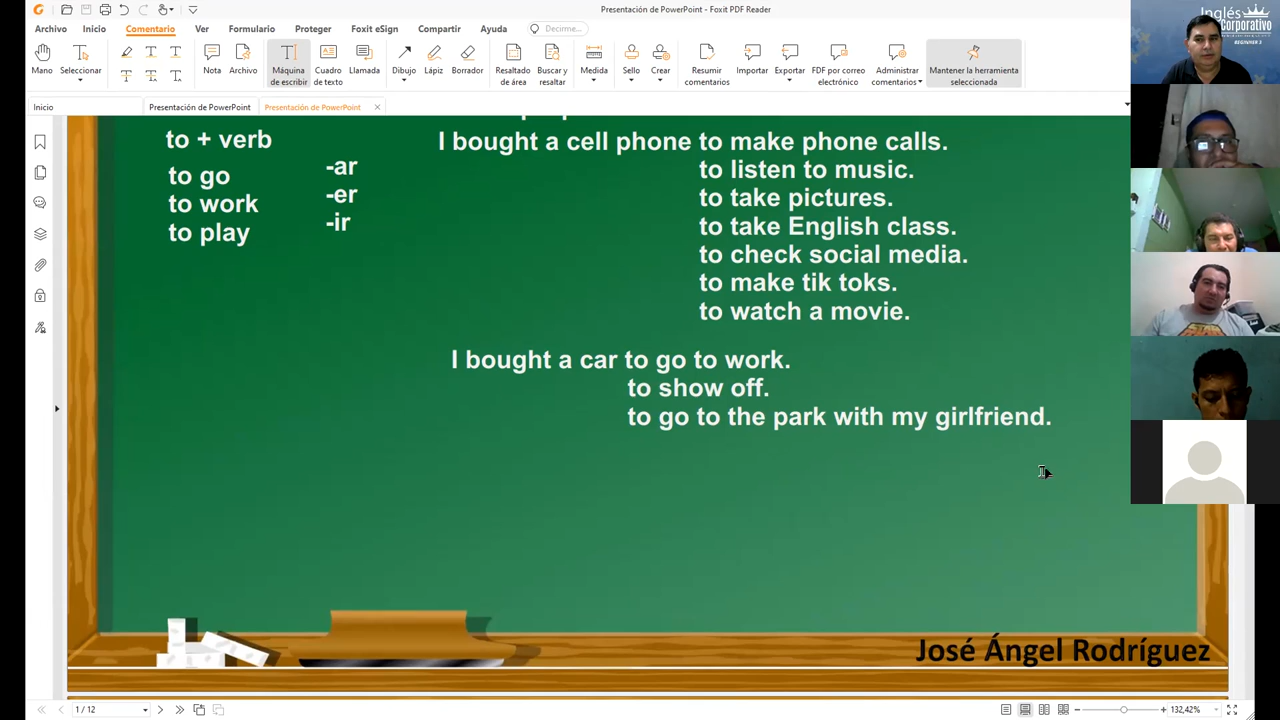 Presentación de PowerPoint - Foxit PDF Reader
Archivo Inicio Comentario Ver Formulario Proteger Foxit eSign Compartir Ayuda Decirme...
Mano Seleccionar Nota Archivo Máquina de escribir Cuadro de texto Llamada Dibujo Lápiz Borrador Resaltado de área Buscar y resaltar Medida Sello Crear Resumir comentarios Importar Exportar PDF por correo electrónico Administrar comentarios Mantener la herramienta seleccionada
Inicio Presentación de PowerPoint Presentación de PowerPoint
Inglés
Corporativo
BEGINNER 2
to + verb
to go
to work
to play
-ar
-er
-ir
I bought a cell phone to make phone calls.
to listen to music.
to take pictures.
to take English class.
to check social media.
to make tik toks.
to watch a movie.
I bought a car to go to work.
to show off.
to go to the park with my girlfriend.
José Ángel Rodríguez
1 / 12
132,42%